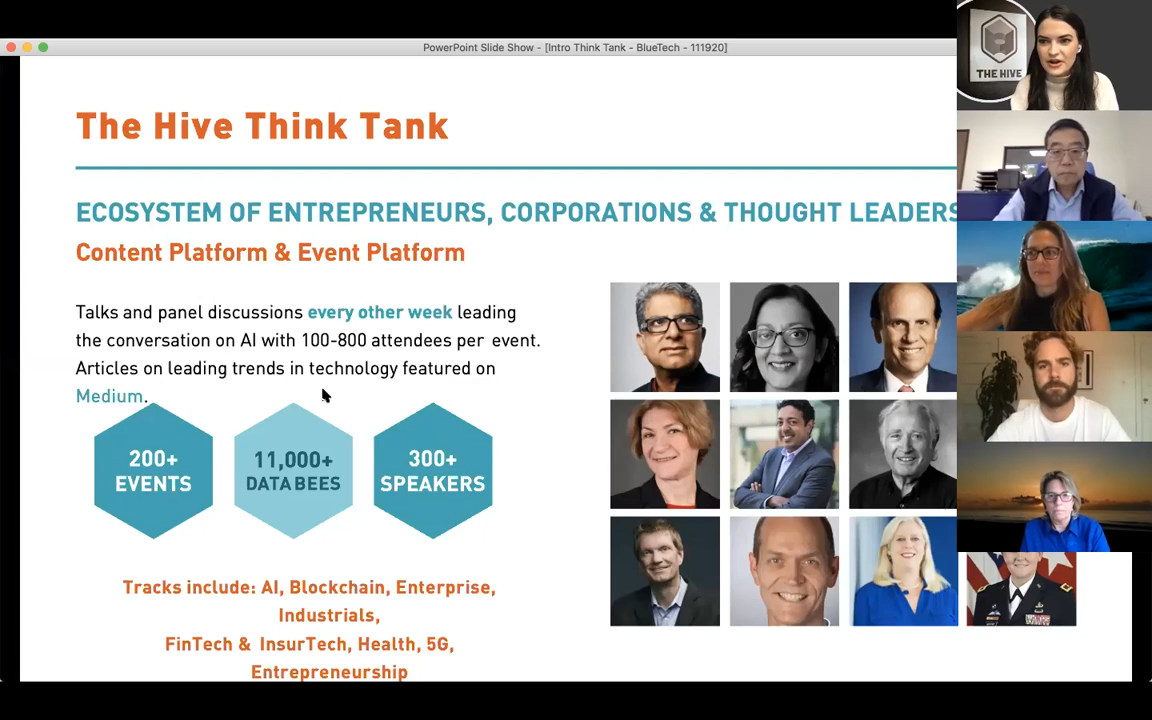 PowerPoint Slide Show - [Intro Think Tank - BlueTech - 111920]
THE HIVE
The Hive Think Tank
ECOSYSTEM OF ENTREPRENEURS, CORPORATIONS & THOUGHT LEADERS
Content Platform & Event Platform
Talks and panel discussions every other week leading
the conversation on AI with 100-800 attendees per event.
Articles on leading trends in technology featured on
Medium.
200+
EVENTS
11,000+
DATA BEES
300+
SPEAKERS
Tracks include: AI, Blockchain, Enterprise,
Industrials,
FinTech & InsurTech, Health, 5G,
Entrepreneurship